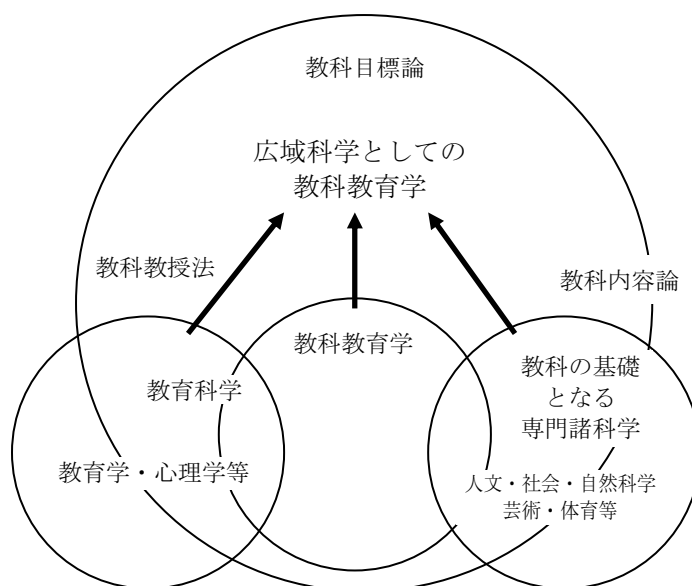 教科目標論
広域科学としての
教科教育学
教科教授法
教科内容論
教科教育学
教育科学
教科の基礎
となる
専門諸科学
教育学・心理学等
人文・社会・自然科学
芸術・体育等